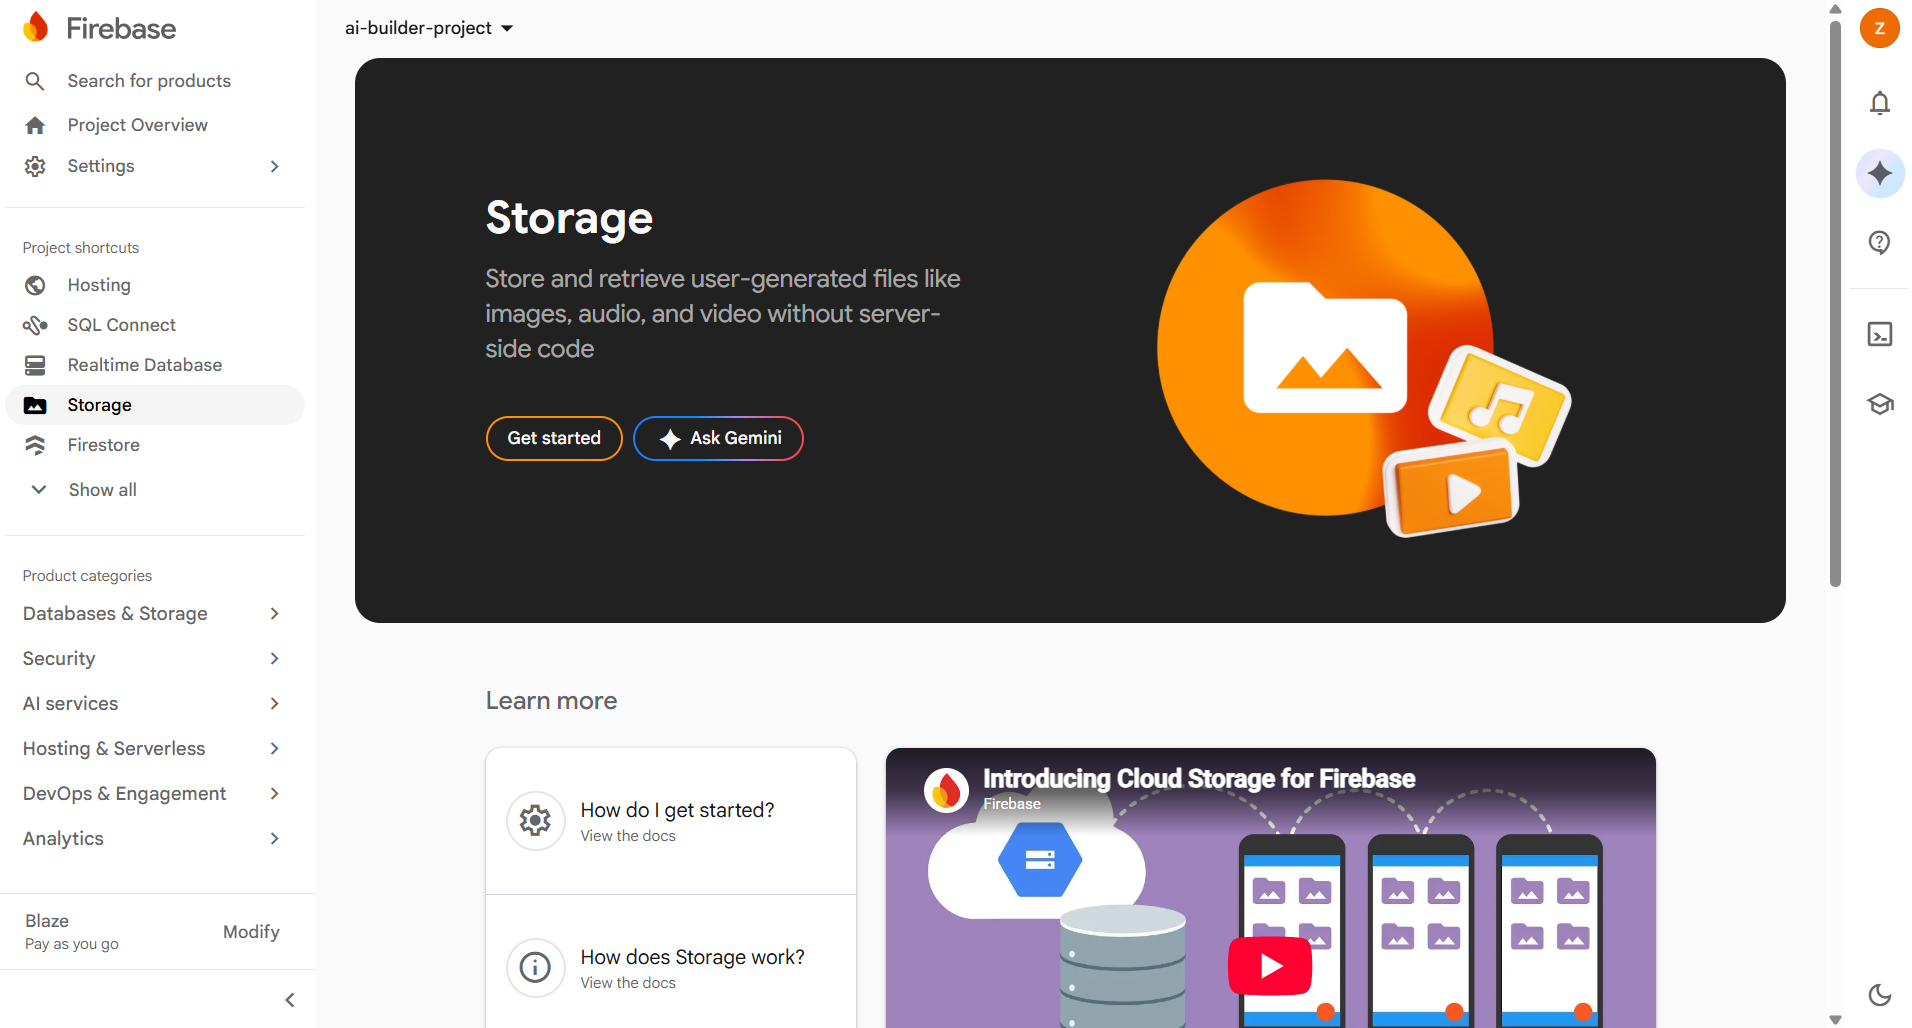 Firebase
Search for products
Project Overview
Settings
Project shortcuts
Hosting
SQL Connect
Realtime Database
Storage
Firestore
Show all
Product categories
Databases & Storage
Security
AI services
Hosting & Serverless
DevOps & Engagement
Analytics
Blaze
Pay as you go
Modify
ai-builder-project
Storage
Store and retrieve user-generated files like
images, audio, and video without server-
side code
Get started
Ask Gemini
Learn more
How do I get started?
View the docs
How does Storage work?
View the docs
Introducing Cloud Storage for Firebase
Firebase
Z